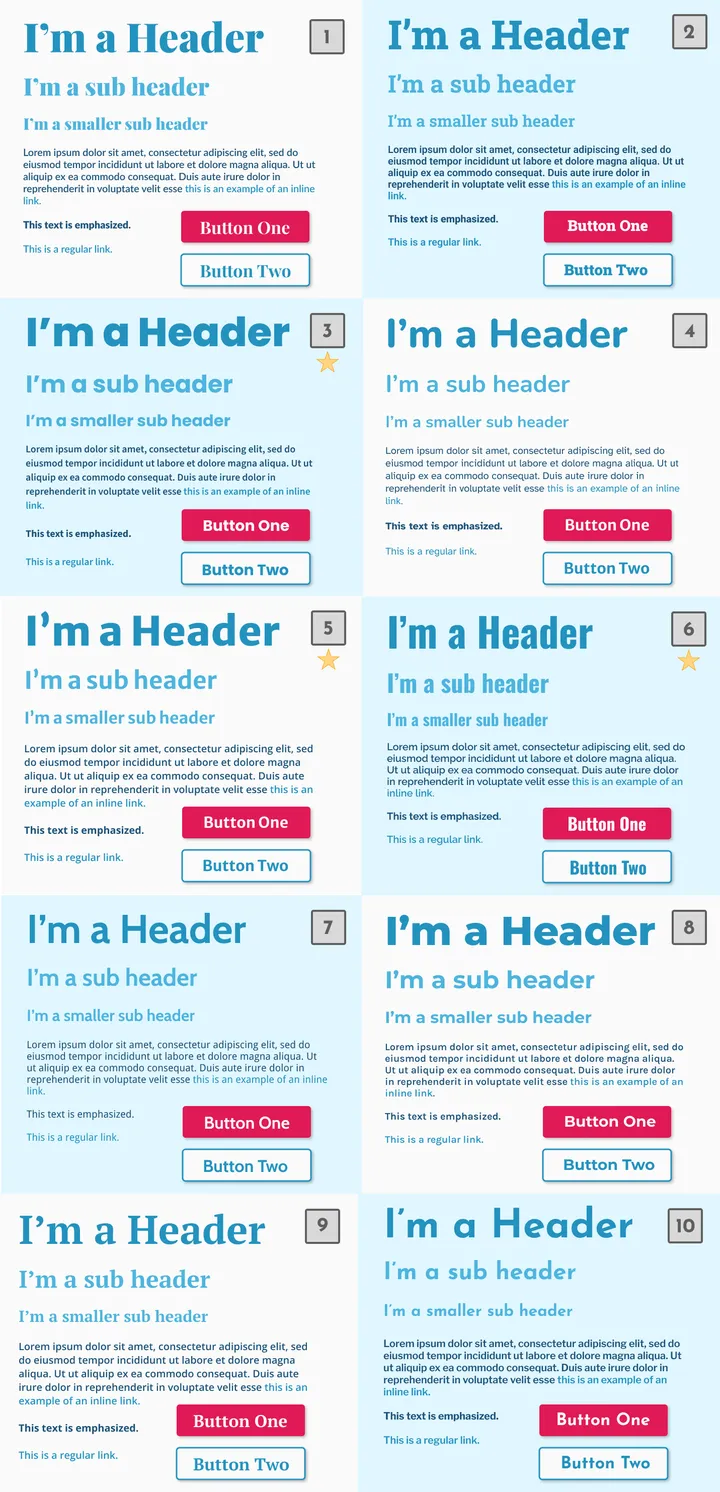 I'm a Header
1
I'm a sub header
I'm a smaller sub header
Lorem ipsum dolor sit amet, consectetur adipiscing elit, sed do
eiusmod tempor incididunt ut labore et dolore magna aliqua. Ut ut
aliquip ex ea commodo consequat. Duis aute irure dolor in
reprehenderit in voluptate velit esse this is an example of an inline
link.
This text is emphasized.
This is a regular link.
Button One
Button Two
I'm a Header
2
I'm a sub header
I'm a smaller sub header
Lorem ipsum dolor sit amet, consectetur adipiscing elit, sed do
eiusmod tempor incididunt ut labore et dolore magna aliqua. Ut ut
aliquip ex ea commodo consequat. Duis aute irure dolor in
reprehenderit in voluptate velit esse this is an example of an inline
link.
This text is emphasized.
This is a regular link.
Button One
Button Two
I'm a Header
3
I'm a sub header
I'm a smaller sub header
Lorem ipsum dolor sit amet, consectetur adipiscing elit, sed do
eiusmod tempor incididunt ut labore et dolore magna aliqua. Ut ut
aliquip ex ea commodo consequat. Duis aute irure dolor in
reprehenderit in voluptate velit esse this is an example of an inline
link.
This text is emphasized.
This is a regular link.
Button One
Button Two
I'm a Header
4
I'm a sub header
I'm a smaller sub header
Lorem ipsum dolor sit amet, consectetur adipiscing elit, sed do
eiusmod tempor incididunt ut labore et dolore magna aliqua. Ut ut
aliquip ex ea commodo consequat. Duis aute irure dolor in
reprehenderit in voluptate velit esse this is an example of an inline
link.
This text is emphasized.
This is a regular link.
Button One
Button Two
I'm a Header
5
I'm a sub header
I'm a smaller sub header
Lorem ipsum dolor sit amet, consectetur adipiscing elit, sed
do eiusmod tempor incididunt ut labore et dolore magna
aliqua. Ut ut aliquip ex ea commodo consequat. Duis aute
irure dolor in reprehenderit in voluptate velit esse this is an
example of an inline link.
This text is emphasized.
This is a regular link.
Button One
Button Two
I'm a Header
6
I'm a sub header
I'm a smaller sub header
Lorem ipsum dolor sit amet, consectetur adipiscing elit, sed do
eiusmod tempor incididunt ut labore et dolore magna aliqua.
Ut ut aliquip ex ea commodo consequat. Duis aute irure dolor
in reprehenderit in voluptate velit esse this is an example of an
inline link.
This text is emphasized.
This is a regular link.
Button One
Button Two
I'm a Header
7
I'm a sub header
I'm a smaller sub header
Lorem ipsum dolor sit amet, consectetur adipiscing elit, sed do
eiusmod tempor incididunt ut labore et dolore magna aliqua. Ut
ut aliquip ex ea commodo consequat. Duis aute irure dolor in
reprehenderit in voluptate velit esse this is an example of an inline
link.
This text is emphasized.
This is a regular link.
Button One
Button Two
I'm a Header
8
I'm a sub header
I'm a smaller sub header
Lorem ipsum dolor sit amet, consectetur adipiscing elit, sed do
eiusmod tempor incididunt ut labore et dolore magna aliqua.
Ut ut aliquip ex ea commodo consequat. Duis aute irure dolor
in reprehenderit in voluptate velit esse this is an example of an
inline link.
This text is emphasized.
This is a regular link.
Button One
Button Two
I'm a Header
9
I'm a sub header
I'm a smaller sub header
Lorem ipsum dolor sit amet, consectetur adipiscing elit, sed
do eiusmod tempor incididunt ut labore et dolore magna
aliqua. Ut ut aliquip ex ea commodo consequat. Duis aute
irure dolor in reprehenderit in voluptate velit esse this is an
example of an inline link.
This text is emphasized.
This is a regular link.
Button One
Button Two
I'm a Header
10
I'm a sub header
I'm a smaller sub header
Lorem ipsum dolor sit amet, consectetur adipiscing elit, sed do
eiusmod tempor incididunt ut labore et dolore magna aliqua. Ut
ut aliquip ex ea commodo consequat. Duis aute irure dolor in
reprehenderit in voluptate velit esse this is an example of an
inline link.
This text is emphasized.
This is a regular link.
Button One
Button Two